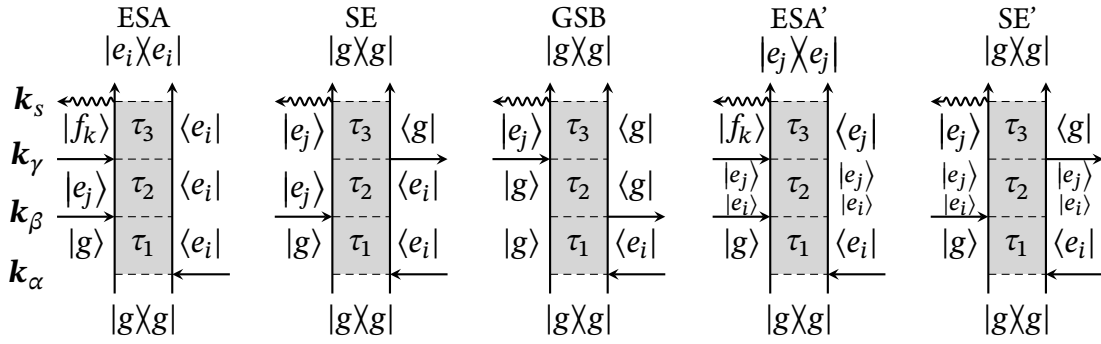 ESA SE GSB ESA' SE'
|e_i⟩⟨e_i| |g⟩⟨g| |g⟩⟨g| |e_j⟩⟨e_j| |g⟩⟨g|
k_s
|f_k⟩ τ_3 ⟨e_i| |e_j⟩ τ_3 ⟨g| |e_j⟩ τ_3 ⟨g| |f_k⟩ τ_3 ⟨e_j| |e_j⟩ τ_3 ⟨g|
k_γ
|e_j⟩ τ_2 ⟨e_i| |e_j⟩ τ_2 ⟨e_i| |g⟩ τ_2 ⟨g| |e_j⟩ |e_i⟩ τ_2 |e_j⟩ |e_i⟩ |e_j⟩ |e_i⟩ τ_2 |e_j⟩ |e_i⟩
k_β
|g⟩ τ_1 ⟨e_i| |g⟩ τ_1 ⟨e_i| |g⟩ τ_1 ⟨e_i| |g⟩ τ_1 ⟨e_i| |g⟩ τ_1 ⟨e_i|
k_α
|g⟩⟨g| |g⟩⟨g| |g⟩⟨g| |g⟩⟨g| |g⟩⟨g|